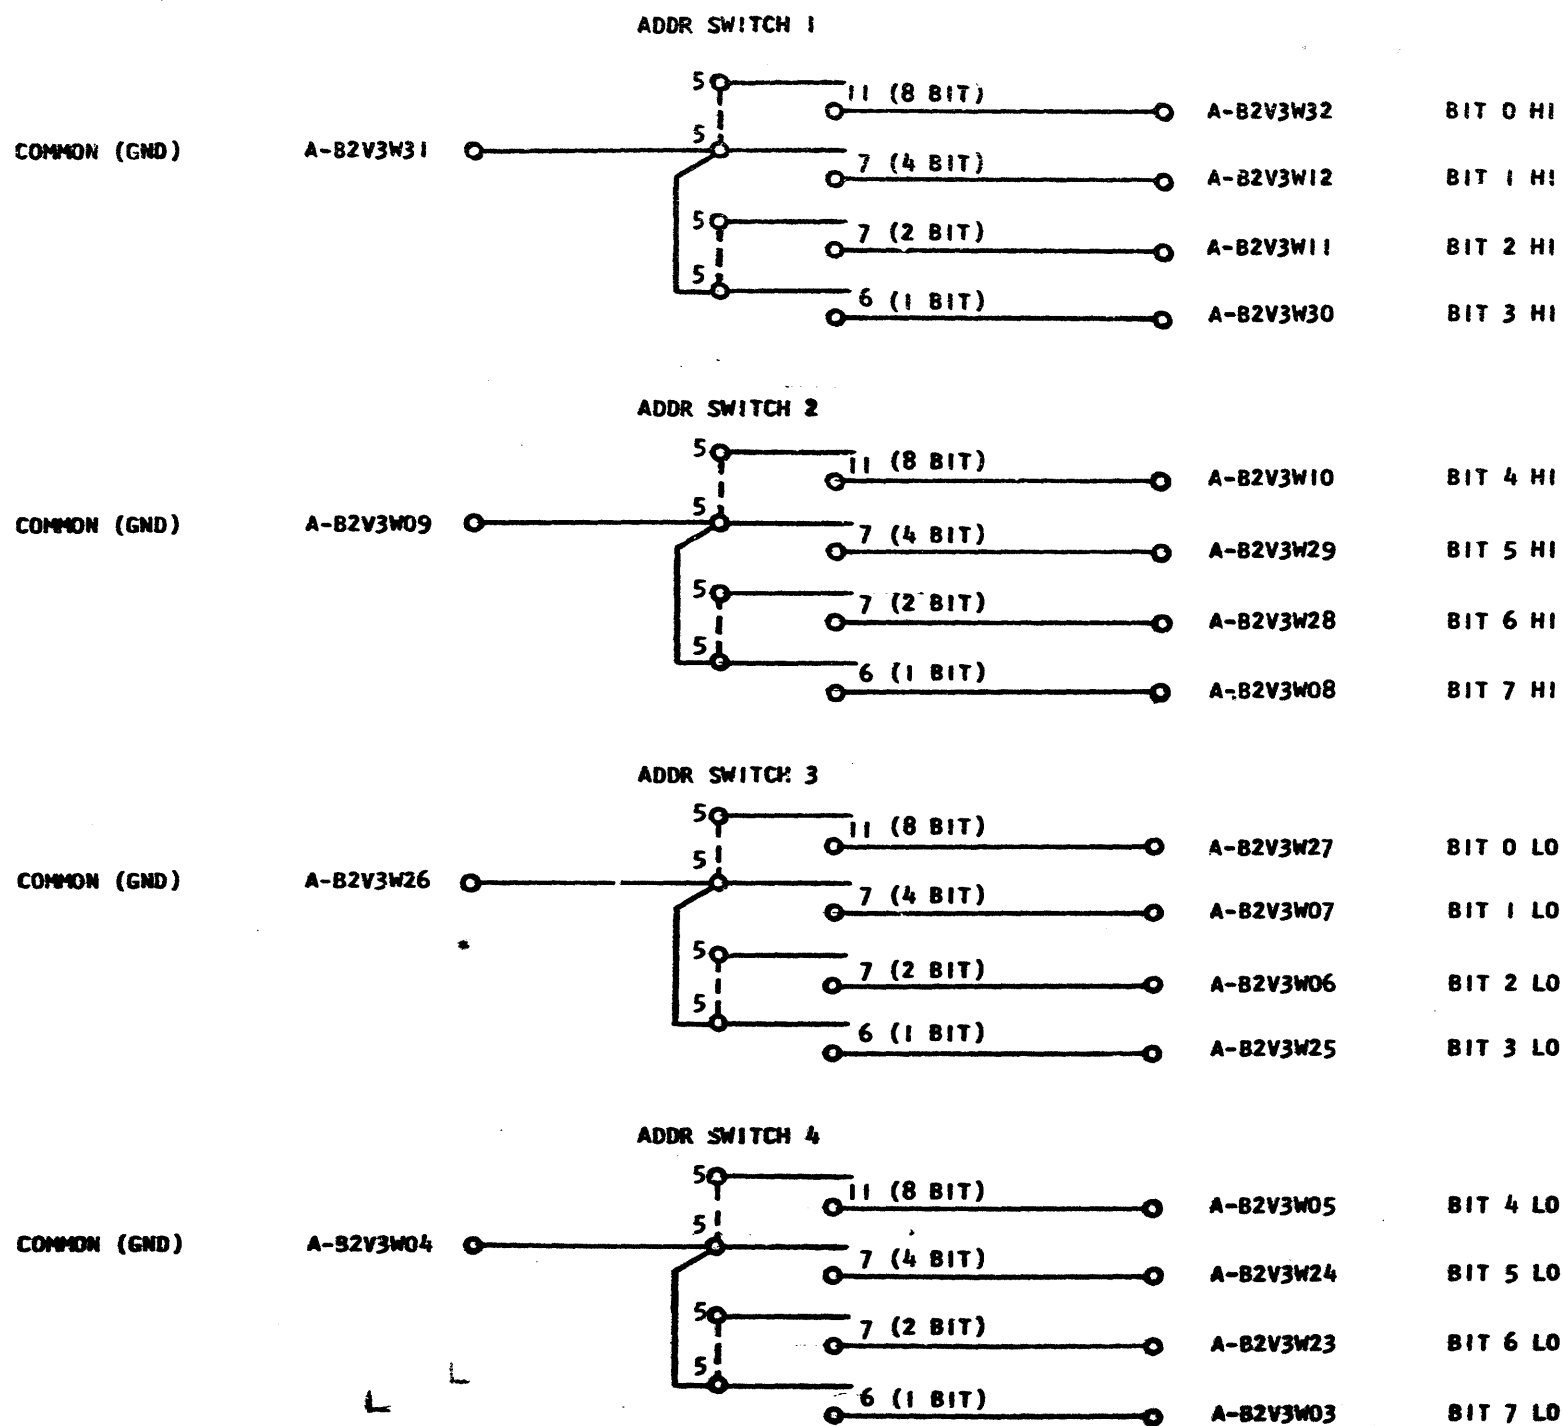 ADDR SWITCH 1
5
11 (8 BIT) A-B2V3W32 BIT 0 HI
COMMON (GND) A-B2V3W31 5
7 (4 BIT) A-B2V3W12 BIT 1 HI
5
7 (2 BIT) A-B2V3W11 BIT 2 HI
5
6 (1 BIT) A-B2V3W30 BIT 3 HI
ADDR SWITCH 2
5
11 (8 BIT) A-B2V3W10 BIT 4 HI
COMMON (GND) A-B2V3W09 5
7 (4 BIT) A-B2V3W29 BIT 5 HI
5
7 (2 BIT) A-B2V3W28 BIT 6 HI
5
6 (1 BIT) A-B2V3W08 BIT 7 HI
ADDR SWITCH 3
5
11 (8 BIT) A-B2V3W27 BIT 0 LO
COMMON (GND) A-B2V3W26 5
7 (4 BIT) A-B2V3W07 BIT 1 LO
5
7 (2 BIT) A-B2V3W06 BIT 2 LO
5
6 (1 BIT) A-B2V3W25 BIT 3 LO
ADDR SWITCH 4
5
11 (8 BIT) A-B2V3W05 BIT 4 LO
COMMON (GND) A-B2V3W04 5
7 (4 BIT) A-B2V3W24 BIT 5 LO
5
7 (2 BIT) A-B2V3W23 BIT 6 LO
5
6 (1 BIT) A-B2V3W03 BIT 7 LO